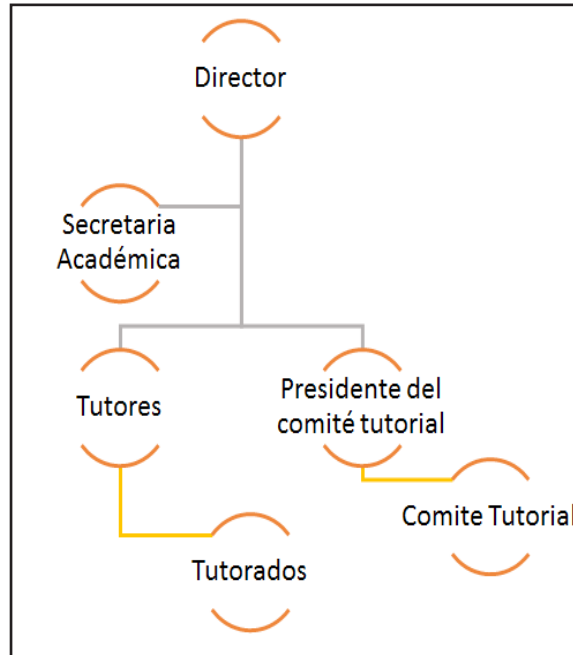 Director
Secretaria
Académica
Tutores
Presidente del
comité tutorial
Comite Tutorial
Tutorados